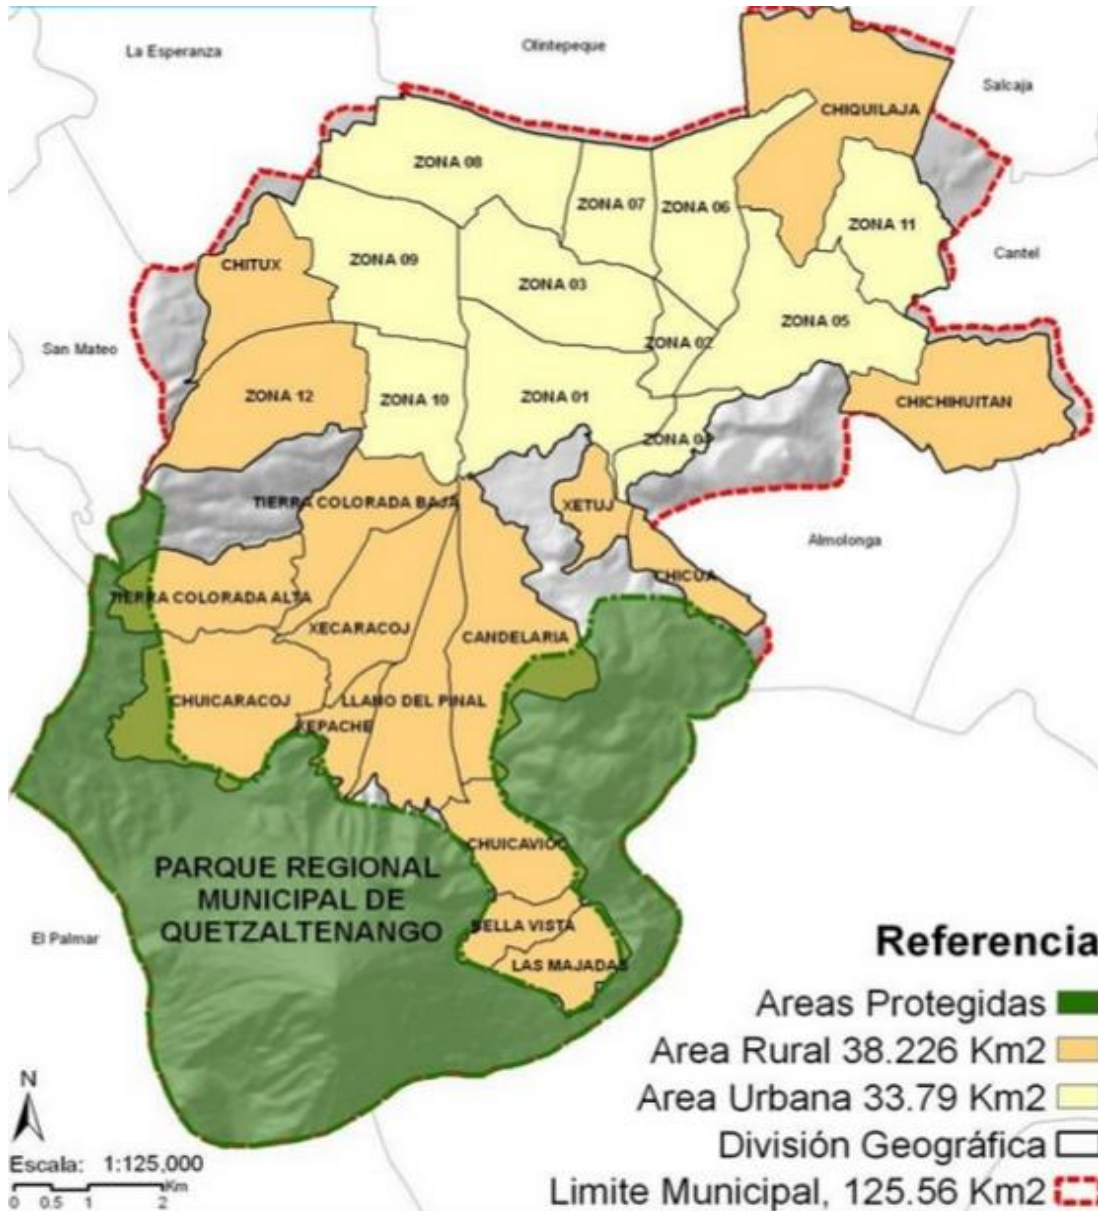 La Esperanza
Olintepeque
Salcaja
CHIQUILAJA
ZONA 08
ZONA 07
ZONA 06
ZONA 11
Cantel
CHITUX
ZONA 09
ZONA 03
ZONA 05
San Mateo
ZONA 02
ZONA 12
ZONA 10
ZONA 01
CHICHIHUITAN
ZONA 04
TIERRA COLORADA BAJA
XETUJ
Almolonga
CHICUA
TIERRA COLORADA ALTA
XECARACOJ
CANDELARIA
CHUICARACOJ
LLANO DEL PINAL
XEPACHE
CHUICAVIOC
PARQUE REGIONAL
MUNICIPAL DE
QUETZALTENANGO
El Palmar
BELLA VISTA
LAS MAJADAS
Referencia
Areas Protegidas
Area Rural 38.226 Km2
Area Urbana 33.79 Km2
División Geográfica
Limite Municipal, 125.56 Km2
N
Escala: 1:125,000
Km
0 0.5 1 2